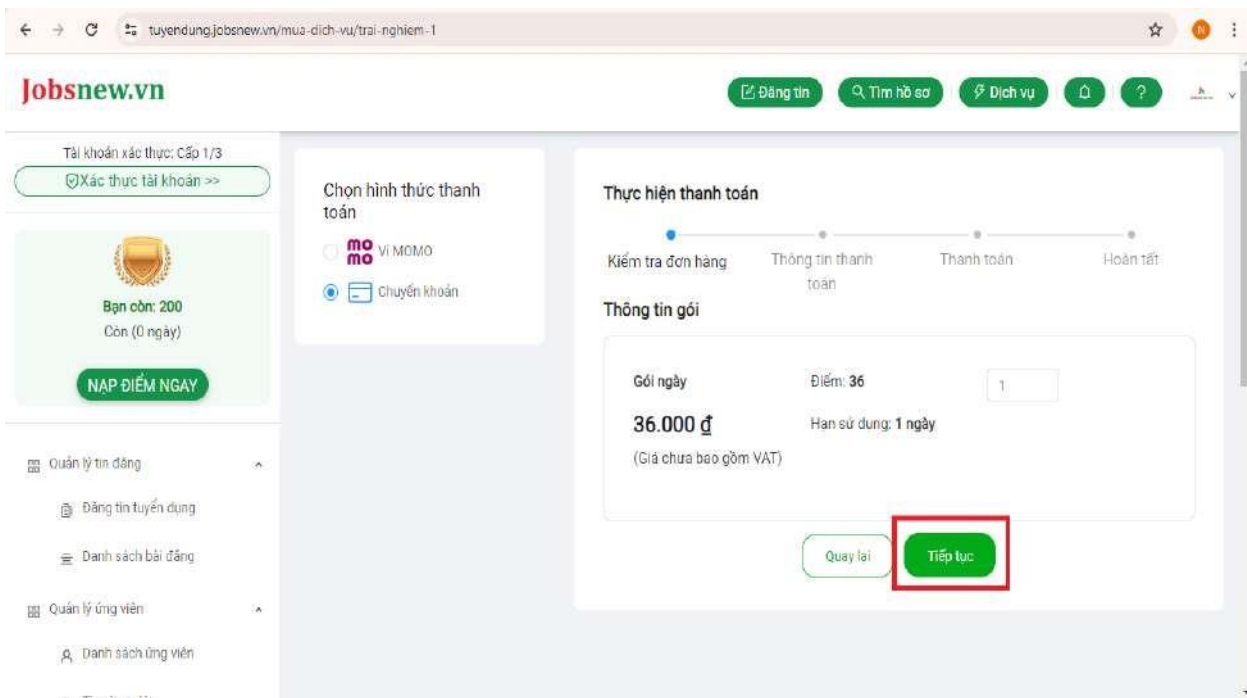 tuyendung.jobsnew.vn/mua-dich-vu/trai-nghiem-1
N
Jobsnew.vn
Đăng tin
Tìm hồ sơ
Dịch vụ
?
Tài khoản xác thực: Cấp 1/3
Xác thực tài khoản >>
Bạn còn: 200
Còn (0 ngày)
NẠP ĐIỂM NGAY
Quản lý tin đăng
Đăng tin tuyển dụng
Danh sách bài đăng
Quản lý ứng viên
Danh sách ứng viên
Chọn hình thức thanh
toán
mo
mo
Ví MOMO
Chuyển khoản
Thực hiện thanh toán
Kiểm tra đơn hàng
Thông tin thanh
toán
Thanh toán
Hoàn tất
Thông tin gói
Gói ngày
Điểm: 36
1
36.000 ₫
Hạn sử dụng: 1 ngày
(Giá chưa bao gồm VAT)
Quay lại
Tiếp tục